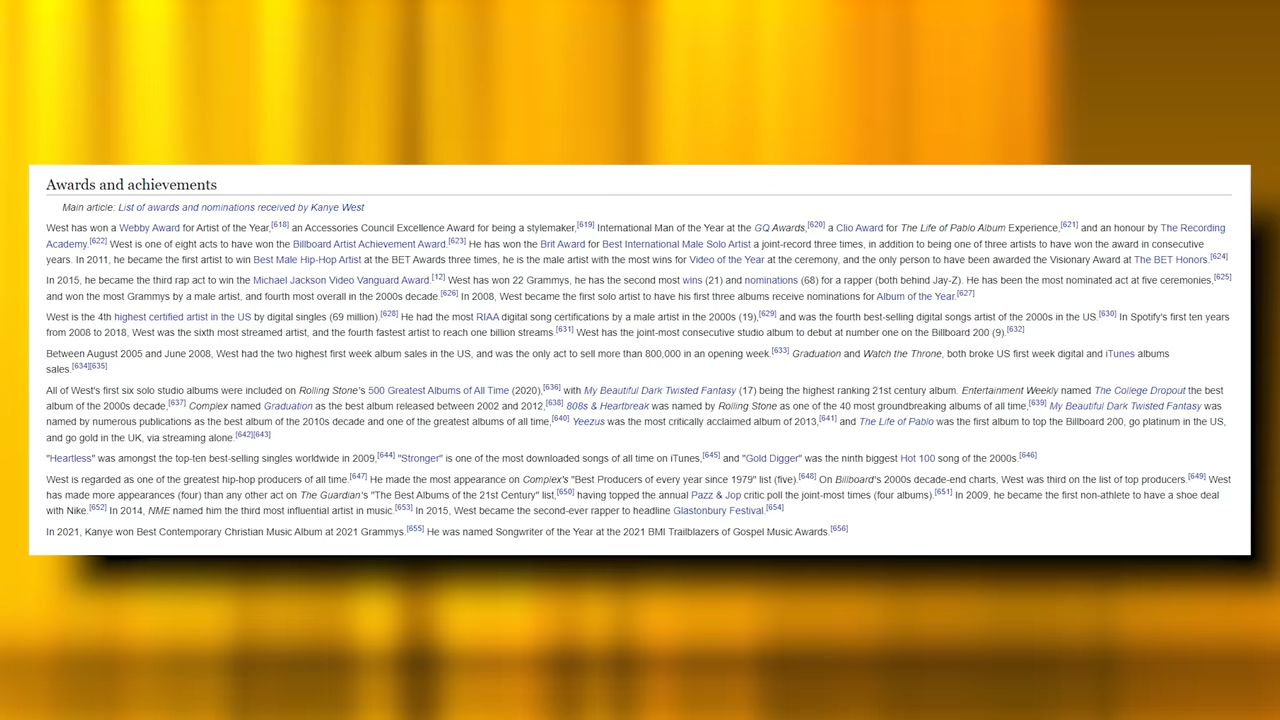 Awards and achievements
Main article: List of awards and nominations received by Kanye West
West has won a Webby Award for Artist of the Year,[618] an Accessories Council Excellence Award for being a stylemaker,[619] International Man of the Year at the GQ Awards,[620] a Clio Award for The Life of Pablo Album Experience,[621] and an honour by The Recording
Academy.[622] West is one of eight acts to have won the Billboard Artist Achievement Award.[623] He has won the Brit Award for Best International Male Solo Artist a joint-record three times, in addition to being one of three artists to have won the award in consecutive
years. In 2011, he became the first artist to win Best Male Hip-Hop Artist at the BET Awards three times, he is the male artist with the most wins for Video of the Year at the ceremony, and the only person to have been awarded the Visionary Award at The BET Honors.[624]
In 2015, he became the third rap act to win the Michael Jackson Video Vanguard Award.[12] West has won 22 Grammys, he has the second most wins (21) and nominations (68) for a rapper (both behind Jay-Z). He has been the most nominated act at five ceremonies,[625]
and won the most Grammys by a male artist, and fourth most overall in the 2000s decade.[626] In 2008, West became the first solo artist to have his first three albums receive nominations for Album of the Year.[627]
West is the 4th highest certified artist in the US by digital singles (69 million).[628] He had the most RIAA digital song certifications by a male artist in the 2000s (19),[629] and was the fourth best-selling digital songs artist of the 2000s in the US.[630] In Spotify's first ten years
from 2008 to 2018, West was the sixth most streamed artist, and the fourth fastest artist to reach one billion streams.[631] West has the joint-most consecutive studio album to debut at number one on the Billboard 200 (9).[632]
Between August 2005 and June 2008, West had the two highest first week album sales in the US, and was the only act to sell more than 800,000 in an opening week.[633] Graduation and Watch the Throne, both broke US first week digital and iTunes albums
sales.[634][635]
All of West's first six solo studio albums were included on Rolling Stone's 500 Greatest Albums of All Time (2020),[636] with My Beautiful Dark Twisted Fantasy (17) being the highest ranking 21st century album. Entertainment Weekly named The College Dropout the best
album of the 2000s decade,[637] Complex named Graduation as the best album released between 2002 and 2012,[638] 808s & Heartbreak was named by Rolling Stone as one of the 40 most groundbreaking albums of all time,[639] My Beautiful Dark Twisted Fantasy was
named by numerous publications as the best album of the 2010s decade and one of the greatest albums of all time,[640] Yeezus was the most critically acclaimed album of 2013,[641] and The Life of Pablo was the first album to top the Billboard 200, go platinum in the US,
and go gold in the UK, via streaming alone.[642][643]
"Heartless" was amongst the top-ten best-selling singles worldwide in 2009,[644] "Stronger" is one of the most downloaded songs of all time on iTunes,[645] and "Gold Digger" was the ninth biggest Hot 100 song of the 2000s.[646]
West is regarded as one of the greatest hip-hop producers of all time.[647] He made the most appearance on Complex's "Best Producers of every year since 1979" list (five).[648] On Billboard's 2000s decade-end charts, West was third on the list of top producers.[649] West
has made more appearances (four) than any other act on The Guardian's "The Best Albums of the 21st Century" list,[650] having topped the annual Pazz & Jop critic poll the joint-most times (four albums).[651] In 2009, he became the first non-athlete to have a shoe deal
with Nike.[652] In 2014, NME named him the third most influential artist in music.[653] In 2015, West became the second-ever rapper to headline Glastonbury Festival.[654]
In 2021, Kanye won Best Contemporary Christian Music Album at 2021 Grammys.[655] He was named Songwriter of the Year at the 2021 BMI Trailblazers of Gospel Music Awards.[656]